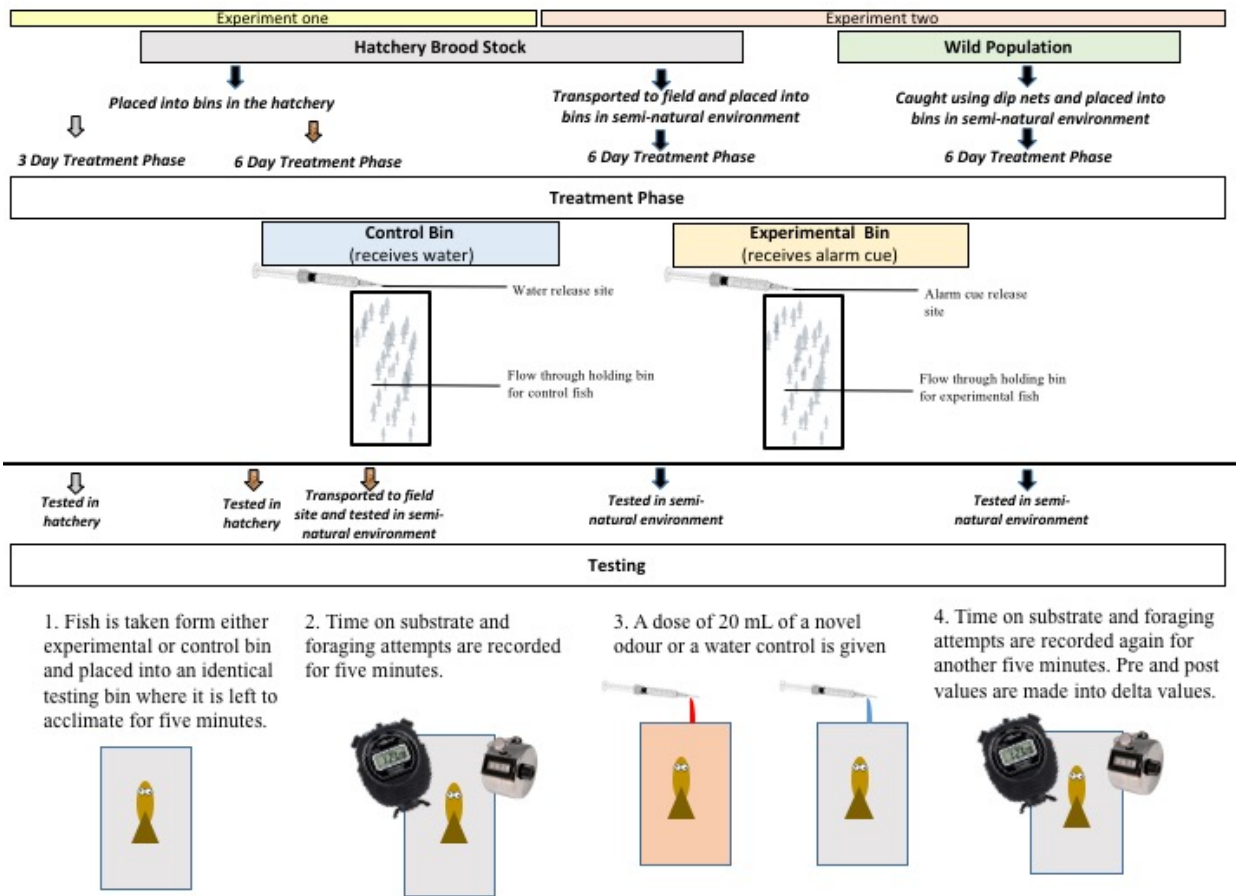 Experiment one
Experiment two
Hatchery Brood Stock
Wild Population
Placed into bins in the hatchery
Transported to field and placed into
bins in semi-natural environment
Caught using dip nets and placed into
bins in semi-natural environment
3 Day Treatment Phase
6 Day Treatment Phase
6 Day Treatment Phase
6 Day Treatment Phase
Treatment Phase
Control Bin
(receives water)
Experimental Bin
(receives alarm cue)
Water release site
Alarm cue release
site
Flow through holding bin
for control fish
Flow through holding bin
for experimental fish
Tested in
hatchery
Tested in
hatchery
Transported to field
site and tested in semi-
natural environment
Tested in semi-
natural environment
Tested in semi-
natural environment
Testing
1. Fish is taken form either
experimental or control bin
and placed into an identical
testing bin where it is left to
acclimate for five minutes.
2. Time on substrate and
foraging attempts are recorded
for five minutes.
3. A dose of 20 mL of a novel
odour or a water control is given
4. Time on substrate and foraging
attempts are recorded again for
another five minutes. Pre and post
values are made into delta values.